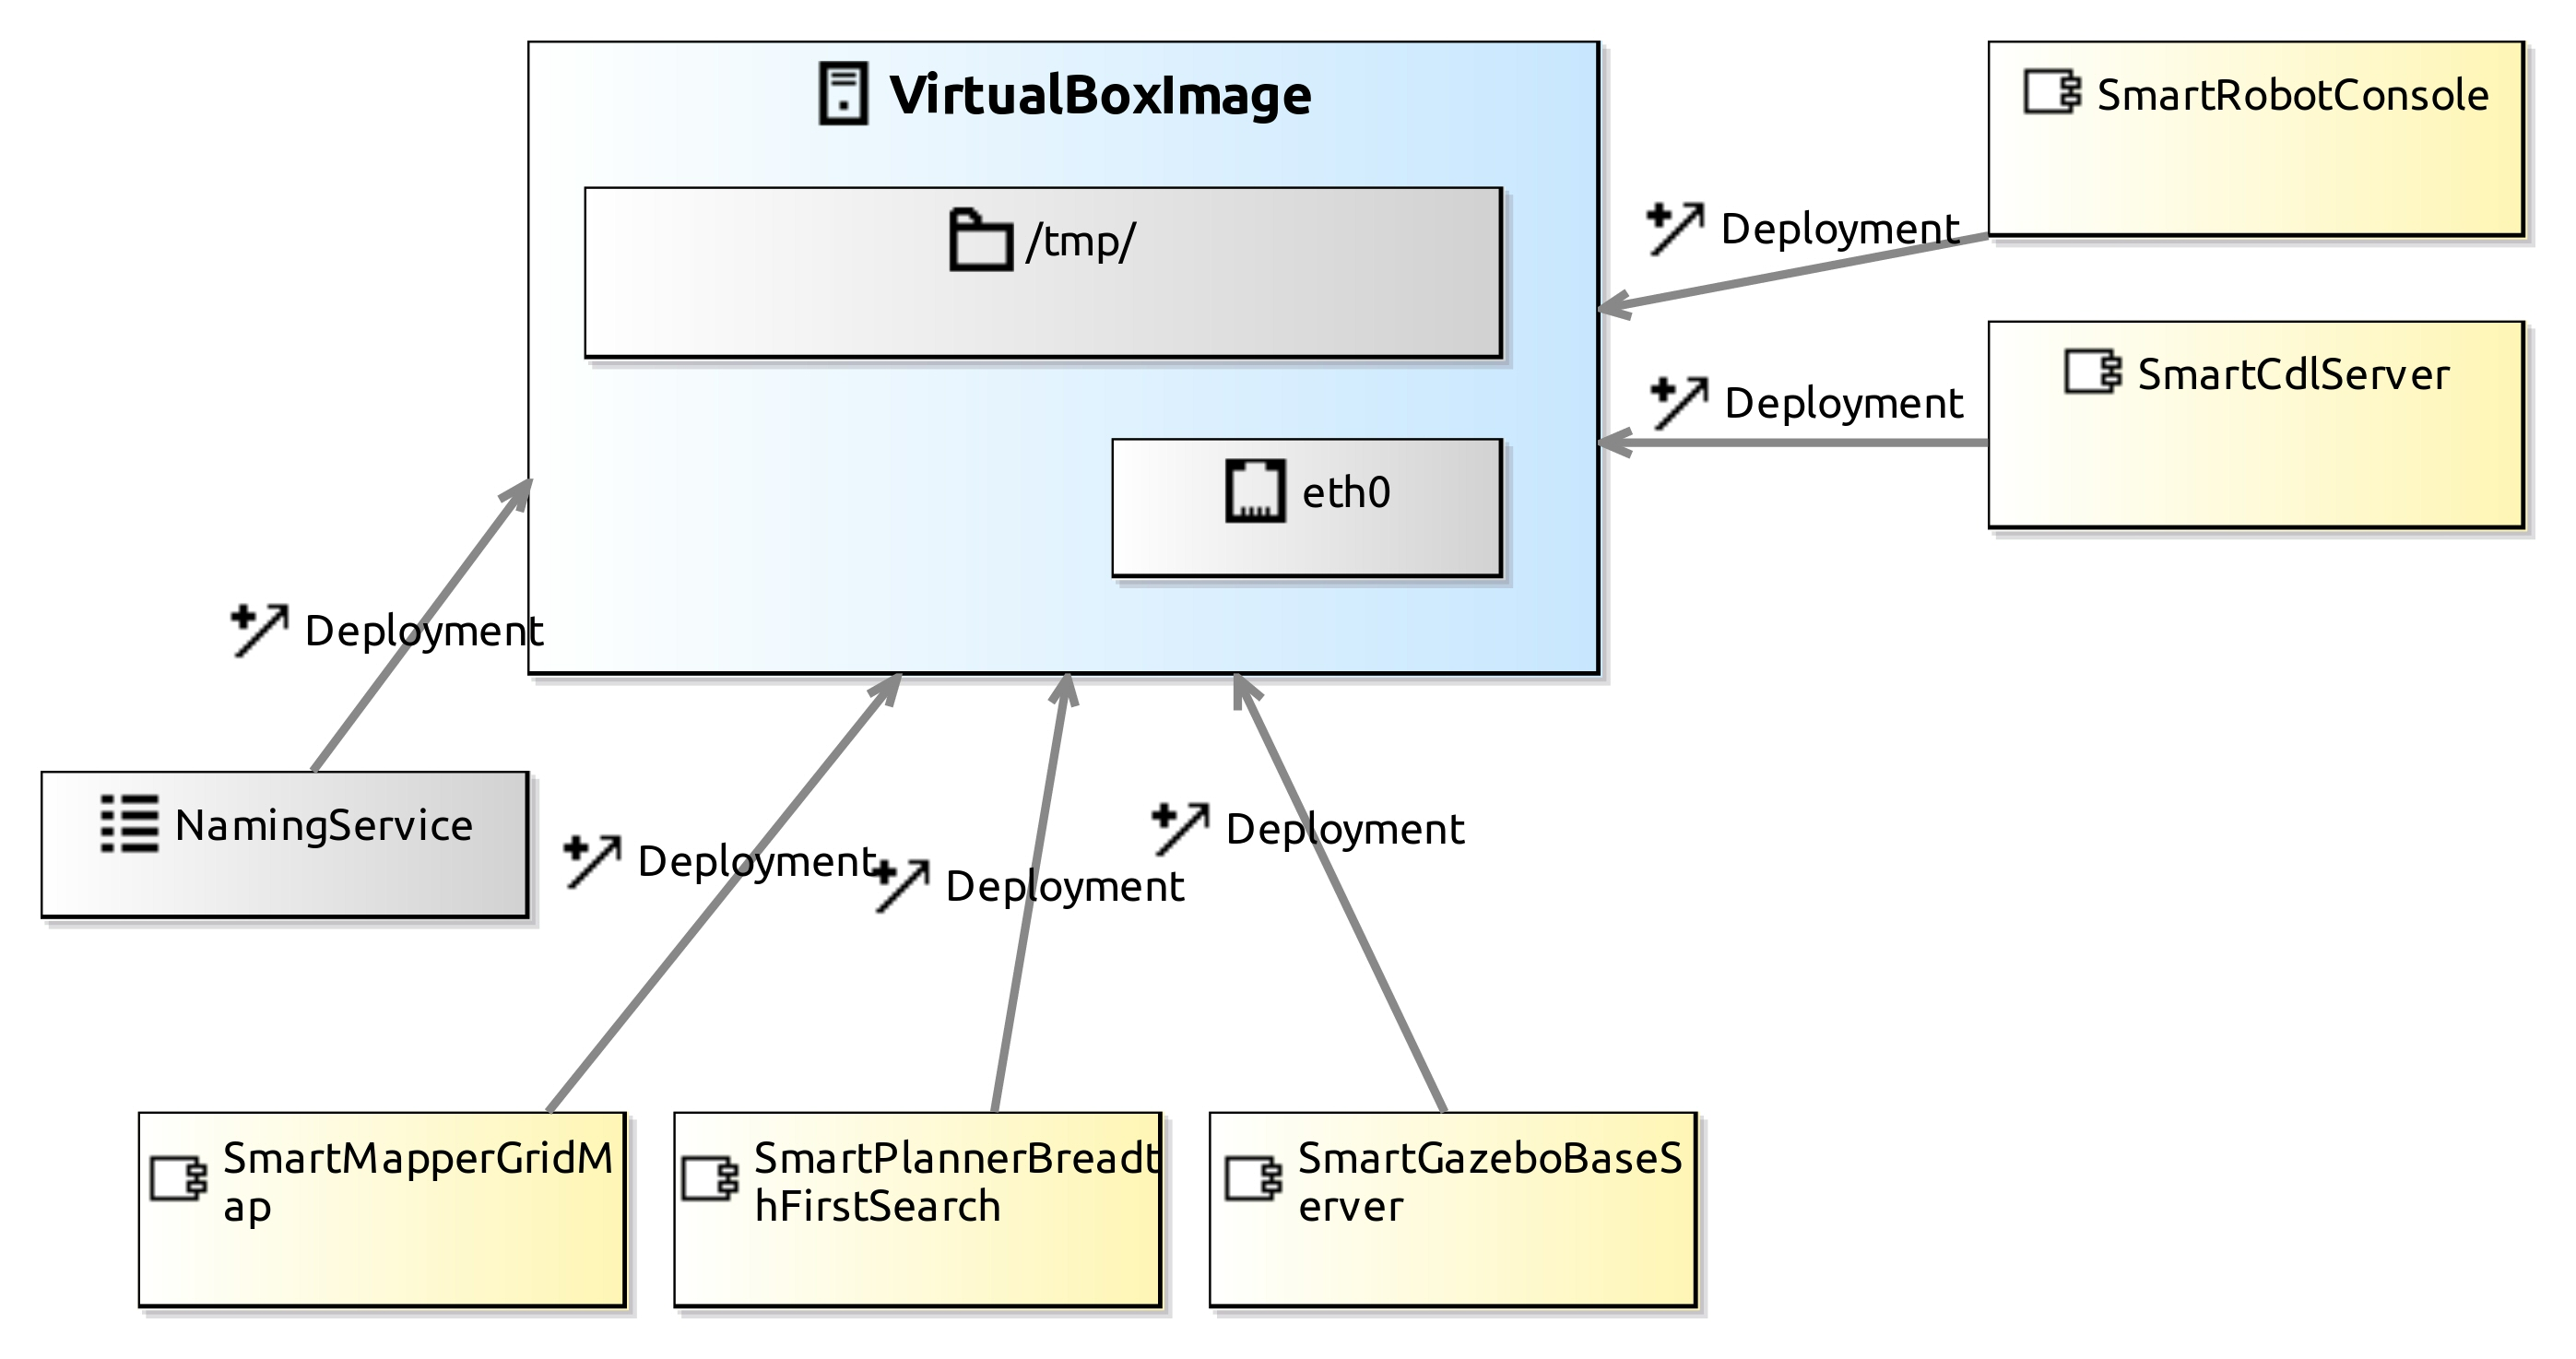 VirtualBoxImage
/tmp/
eth0
SmartRobotConsole
Deployment
SmartCdlServer
Deployment
Deployment
NamingService
Deployment
Deployment
Deployment
SmartMapperGridM
ap
SmartPlannerBreadt
hFirstSearch
SmartGazeboBaseS
erver